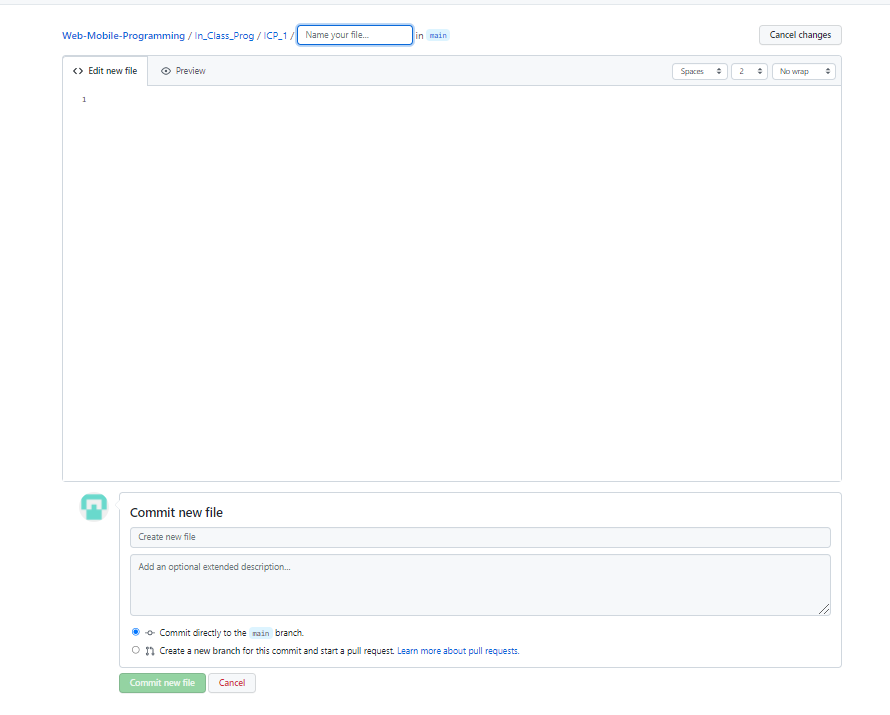 Web-Mobile-Programming / In_Class_Prog / ICP_1 / Name your file... in main Cancel changes
<> Edit new file Preview Spaces 2 No wrap
1
Commit new file
Create new file
Add an optional extended description...
Commit directly to the main branch.
Create a new branch for this commit and start a pull request. Learn more about pull requests.
Commit new file Cancel